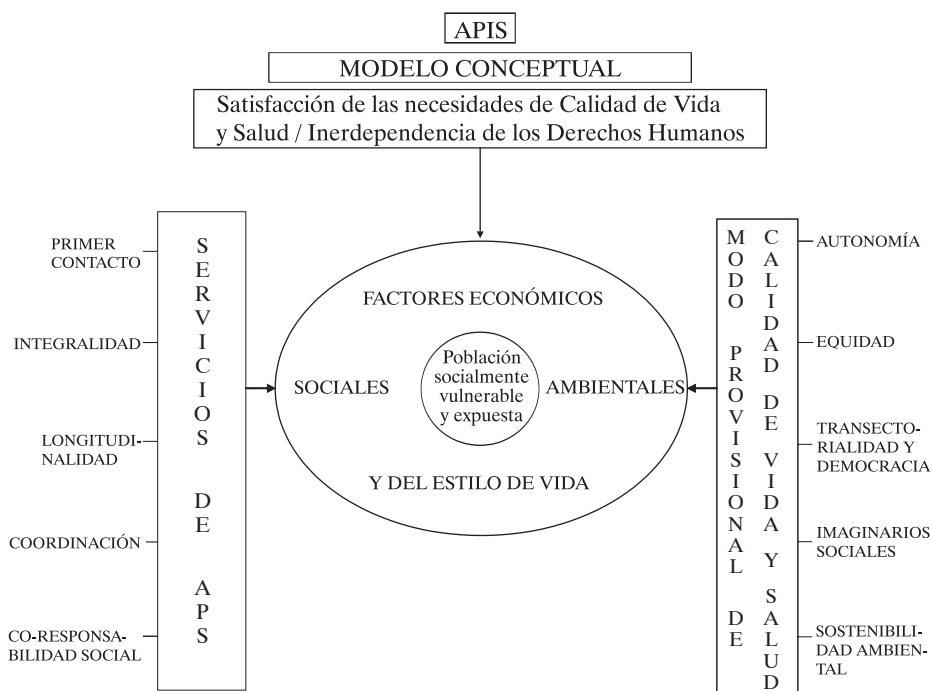 APIS
MODELO CONCEPTUAL
Satisfacción de las necesidades de Calidad de Vida
y Salud / Inerdependencia de los Derechos Humanos
PRIMER
CONTACTO
INTEGRALIDAD
LONGITUDI-
NALIDAD
COORDINACIÓN
CO-RESPONSA-
BILIDAD SOCIAL
SERVICIOS DE APS
FACTORES ECONÓMICOS
SOCIALES
Población
socialmente
vulnerable
y expuesta
AMBIENTALES
Y DEL ESTILO DE VIDA
MODO PROVISIONAL DE
CALIDAD DE VIDA Y SALUD
AUTONOMÍA
EQUIDAD
TRANSECTO-
RIALIDAD Y
DEMOCRACIA
IMAGINARIOS
SOCIALES
SOSTENIBILI-
DAD AMBIEN-
TAL